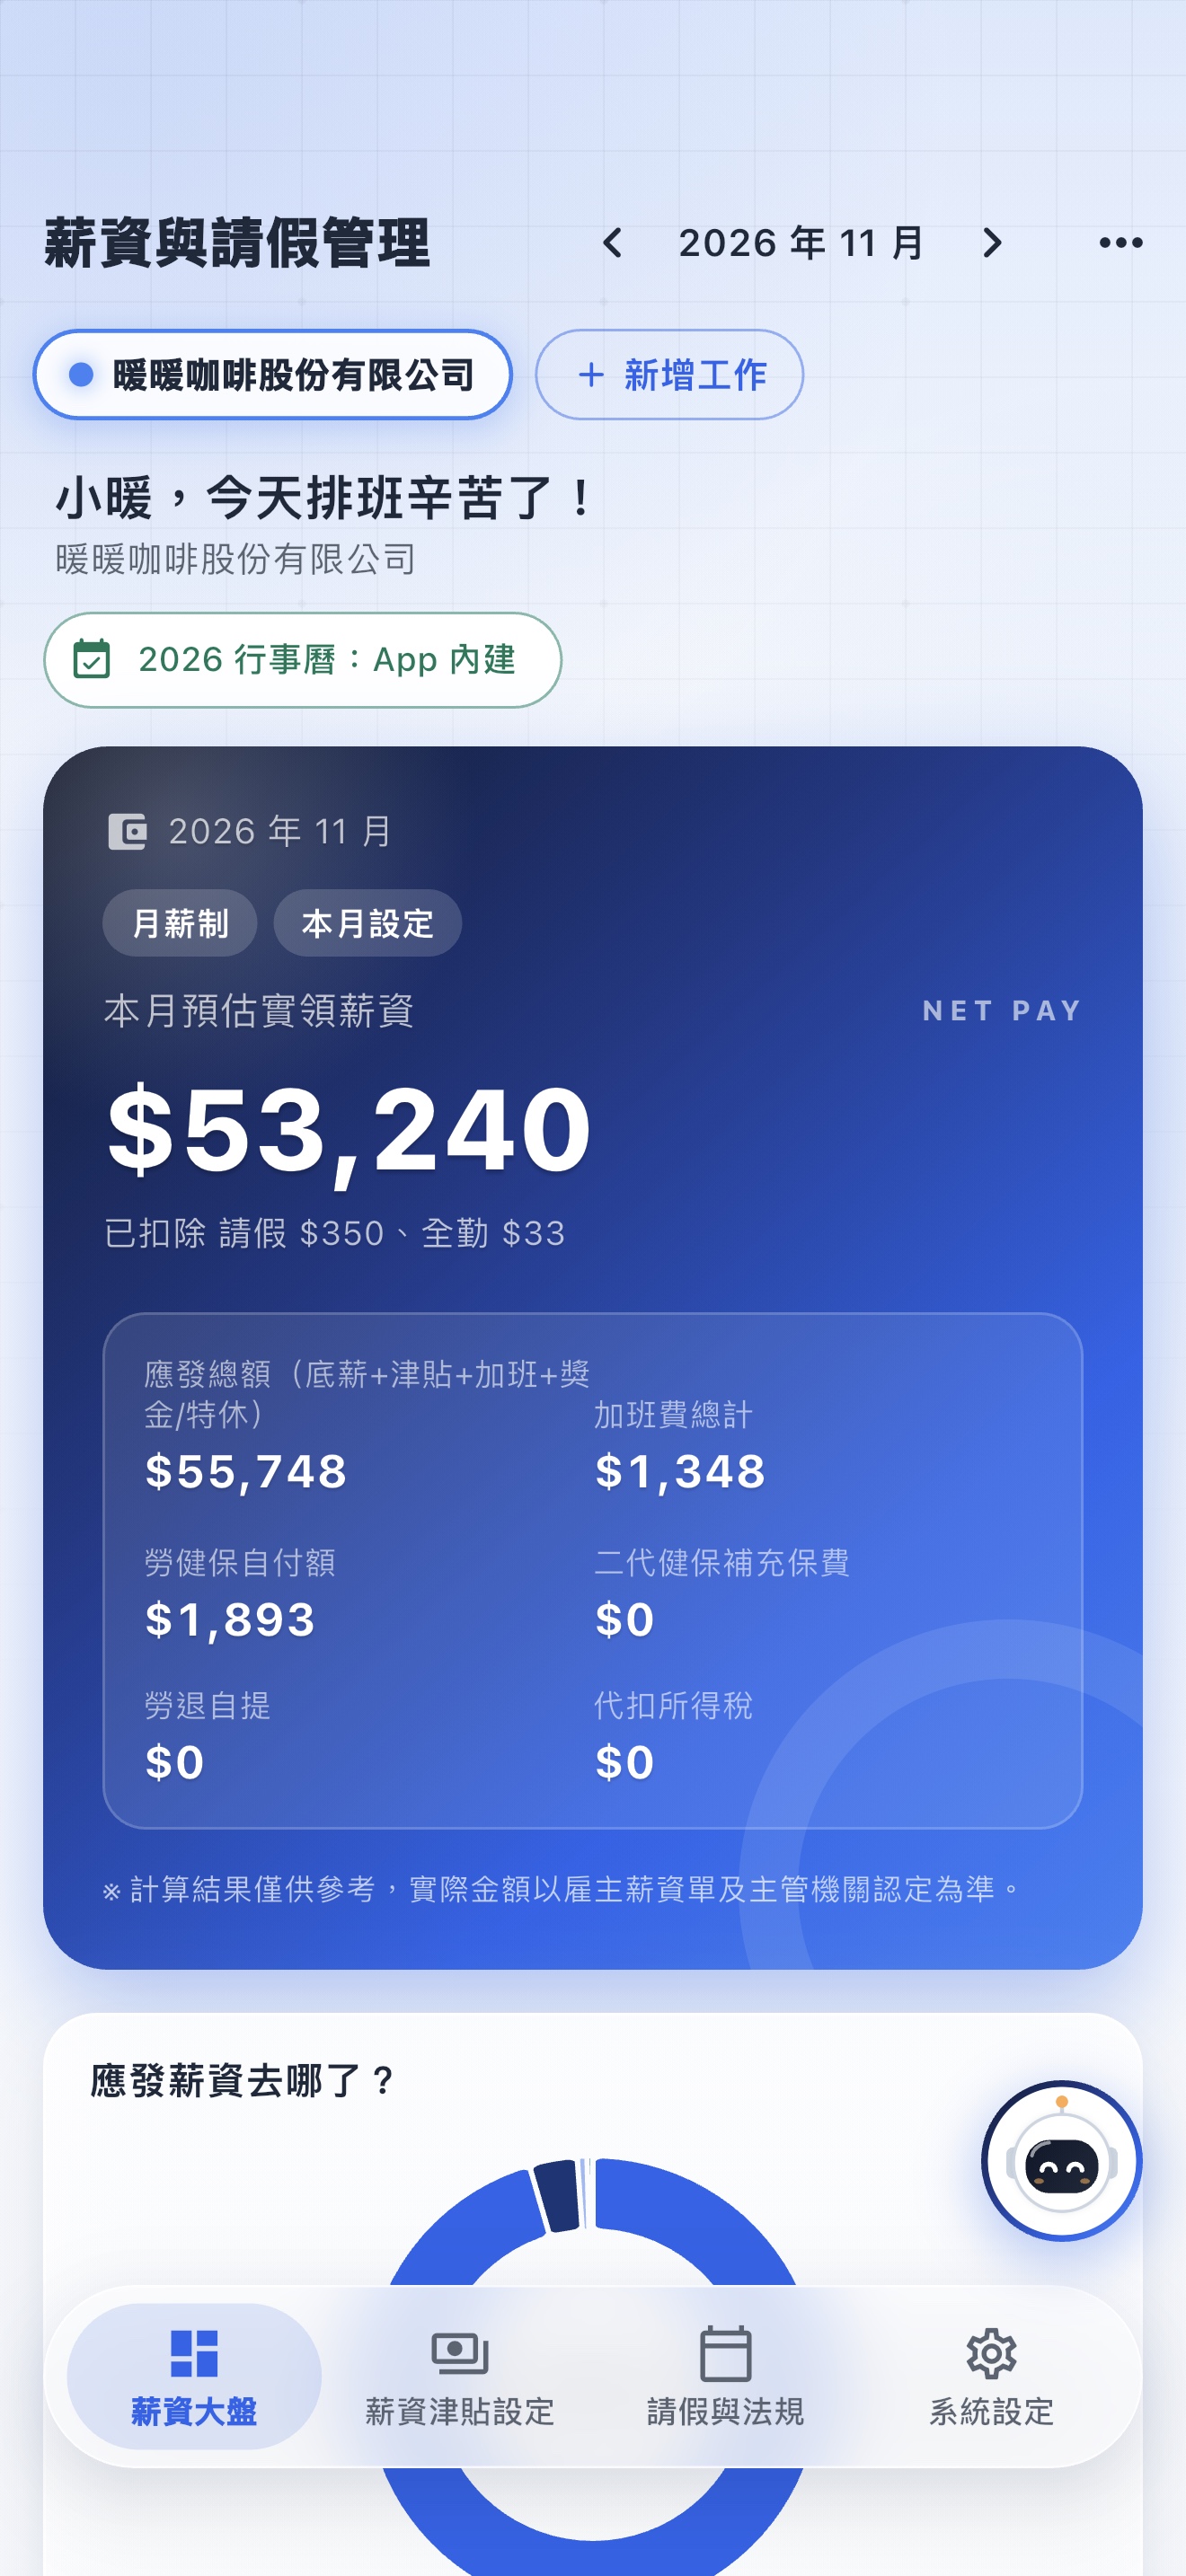 薪資與請假管理
2026 年 11 月
暖暖咖啡股份有限公司
+ 新增工作
小暖，今天排班辛苦了！
暖暖咖啡股份有限公司
2026 行事曆：App 內建
2026 年 11 月
月薪制
本月設定
本月預估實領薪資
NET PAY
$53,240
已扣除 請假 $350、全勤 $33
應發總額（底薪+津貼+加班+獎
金/特休）
$55,748
加班費總計
$1,348
勞健保自付額
$1,893
二代健保補充保費
$0
勞退自提
$0
代扣所得稅
$0
※ 計算結果僅供參考，實際金額以雇主薪資單及主管機關認定為準。
應發薪資去哪了？
薪資大盤
薪資津貼設定
請假與法規
系統設定